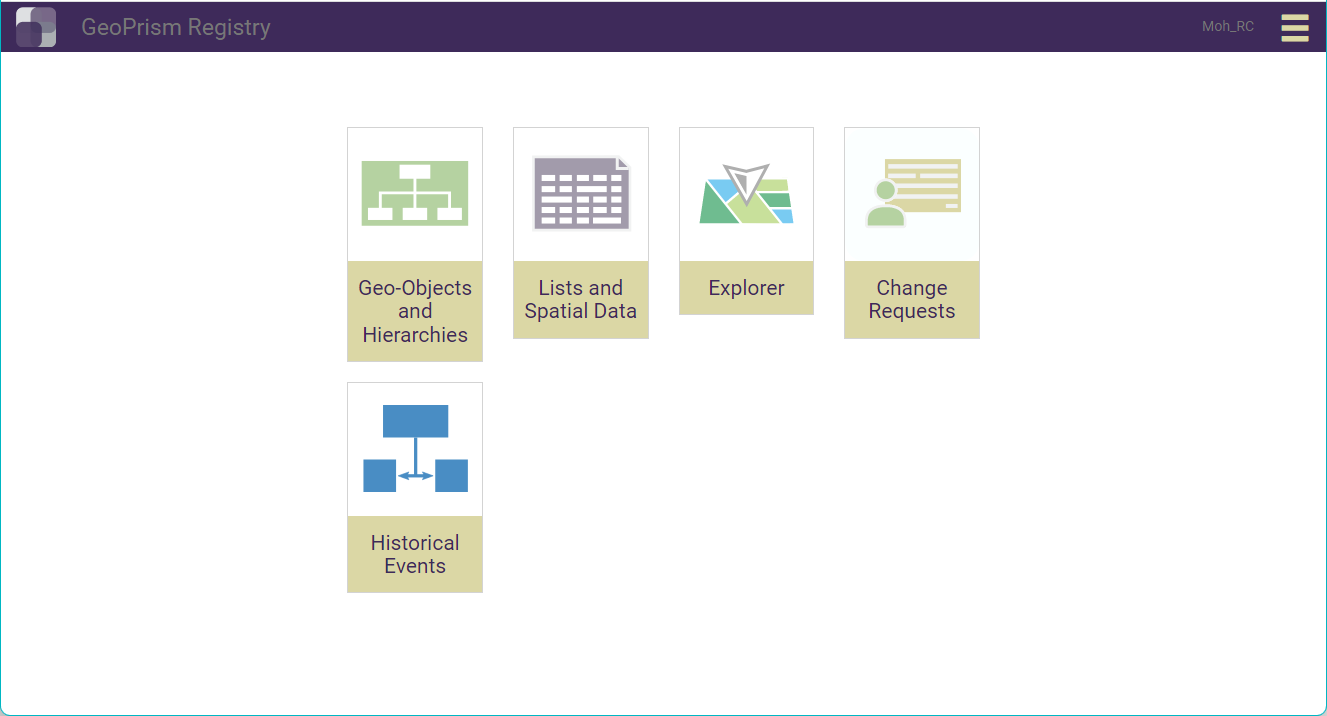 GeoPrism Registry
Moh_RC
Geo-Objects
and
Hierarchies
Lists and
Spatial Data
Explorer
Change
Requests
Historical
Events